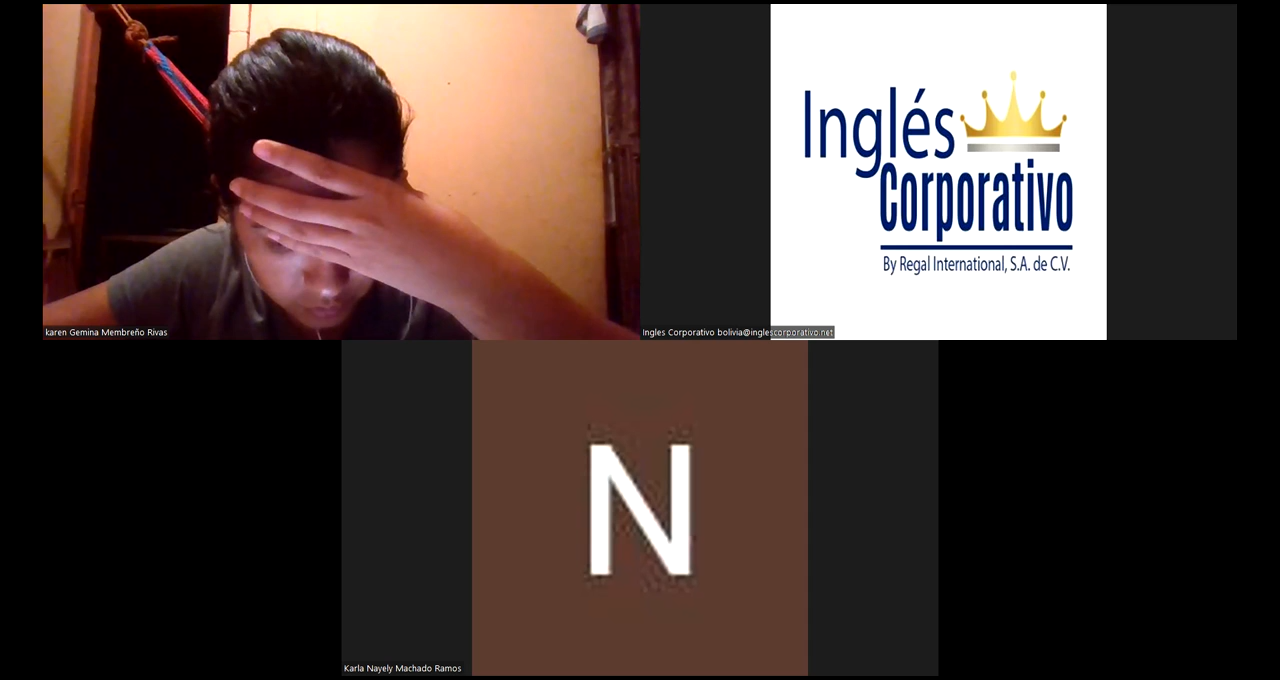 Inglés
Corporativo
By Regal International, S.A. de C.V.
karen Gemina Membreño Rivas
Ingles Corporativo bolivia@inglescorporativo.net
N
Karla Nayely Machado Ramos